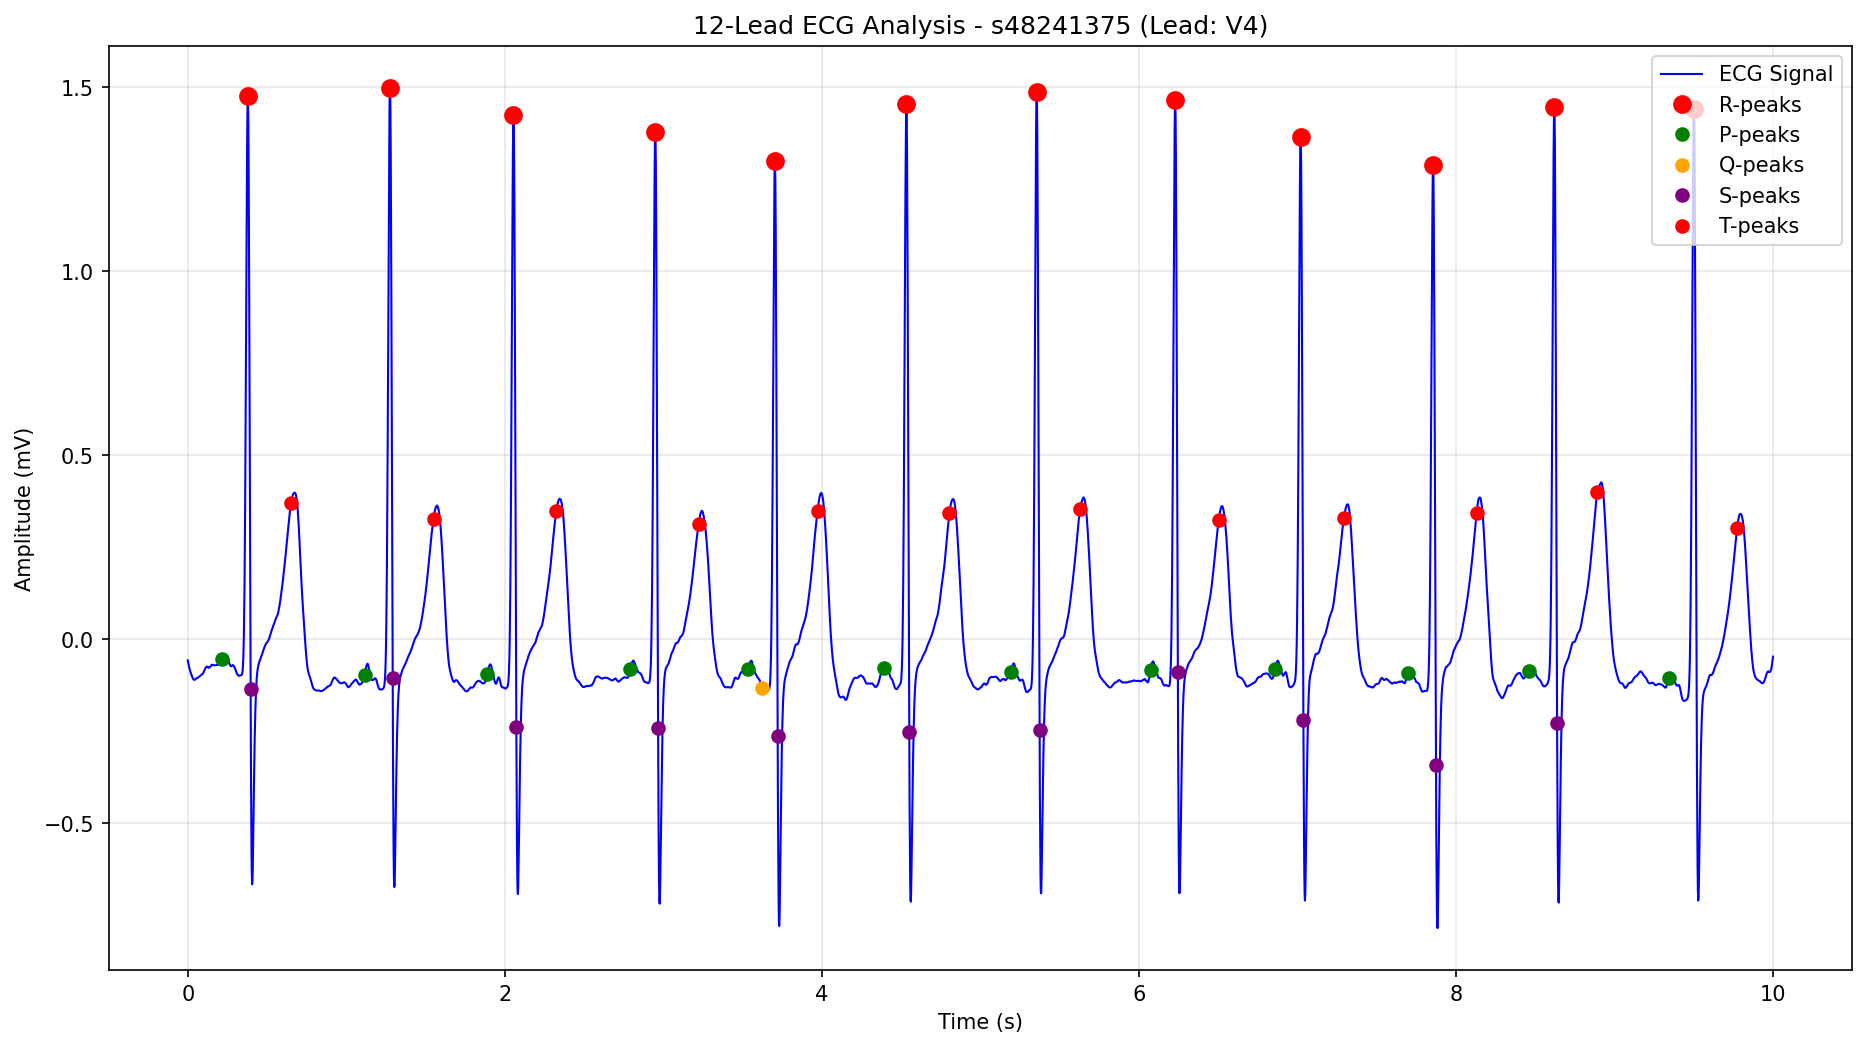 12-Lead ECG Analysis - s48241375 (Lead: V4)
ECG Signal
R-peaks
P-peaks
Q-peaks
S-peaks
T-peaks
Amplitude (mV)
1.5
1.0
0.5
0.0
−0.5
0 2 4 6 8 10
Time (s)